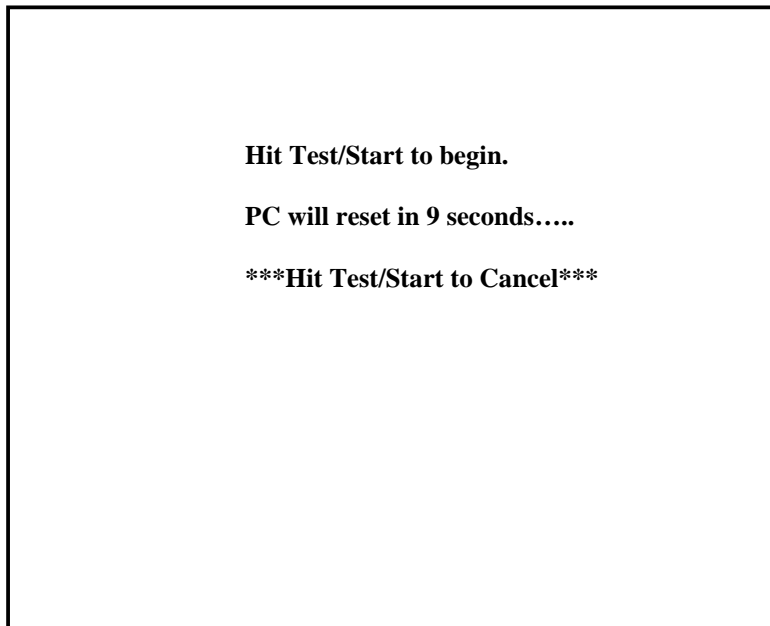 Hit Test/Start to begin.
PC will reset in 9 seconds…..
***Hit Test/Start to Cancel***